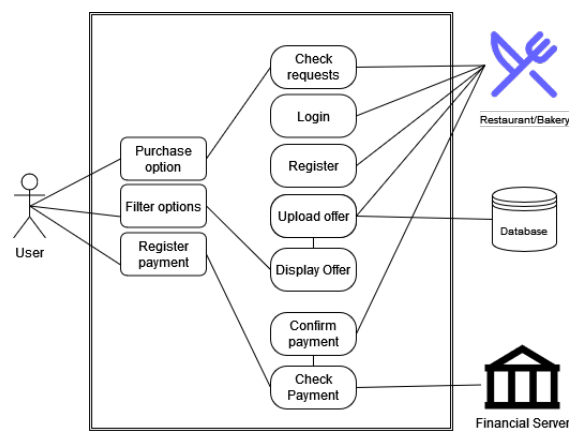 Check
requests
Login
Restaurant/Bakery
Purchase
option
Register
Filter options
Upload offer
Database
User
Register
payment
Display Offer
Confirm
payment
Check
Payment
Financial Server